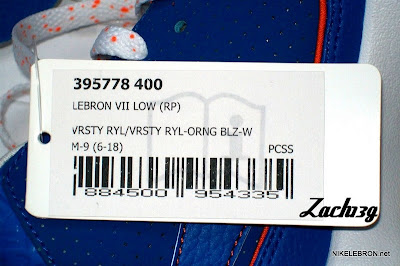 395778 400
LEBRON VII LOW (RP)
VRSTY RYL/VRSTY RYL-ORNG BLZ-W
M-9 (6-18) PCSS
884500 954335
Zach23g
NIKELEBRON.net